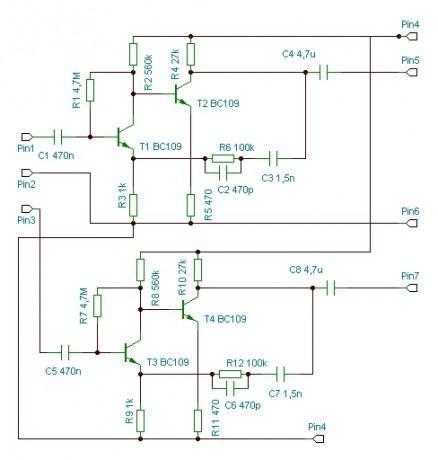 Pin4
C4 4,7u
R2 560k
R4 27k
Pin5
R1 4,7M
T2 BC109
Pin1
C1 470n
T1 BC109
R6 100k
C3 1,5n
Pin2
C2 470p
R3 1k
R5 470
Pin3
Pin6
R8 560k
R10 27k
C8 4,7u
Pin7
R7 4,7M
T4 BC109
C5 470n
T3 BC109
R12 100k
C7 1,5n
C6 470p
R9 1k
R11 470
Pin4